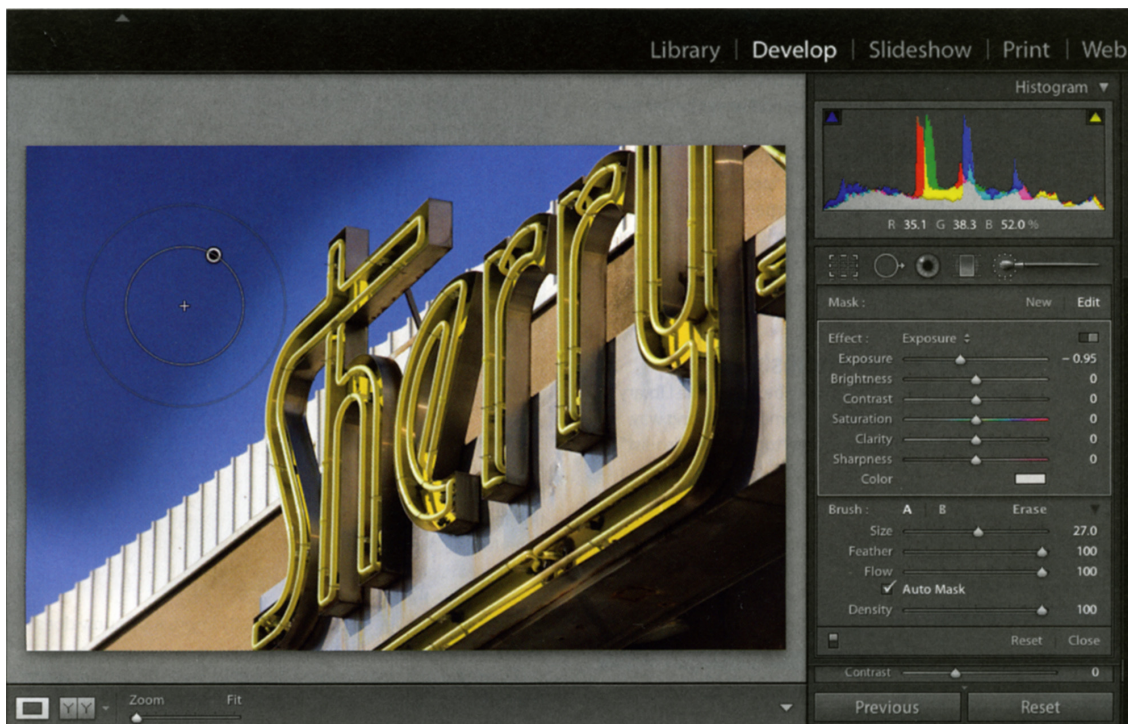 Library | Develop | Slideshow | Print | Web
Histogram
R 35.1 G 38.3 B 52.0 %
Mask : New Edit
Effect : Exposure
Exposure − 0.95
Brightness 0
Contrast 0
Saturation 0
Clarity 0
Sharpness 0
Color
Brush : A | B Erase
Size 27.0
Feather 100
Flow 100
Auto Mask
Density 100
Reset Close
Contrast 0
Zoom Fit
Previous Reset